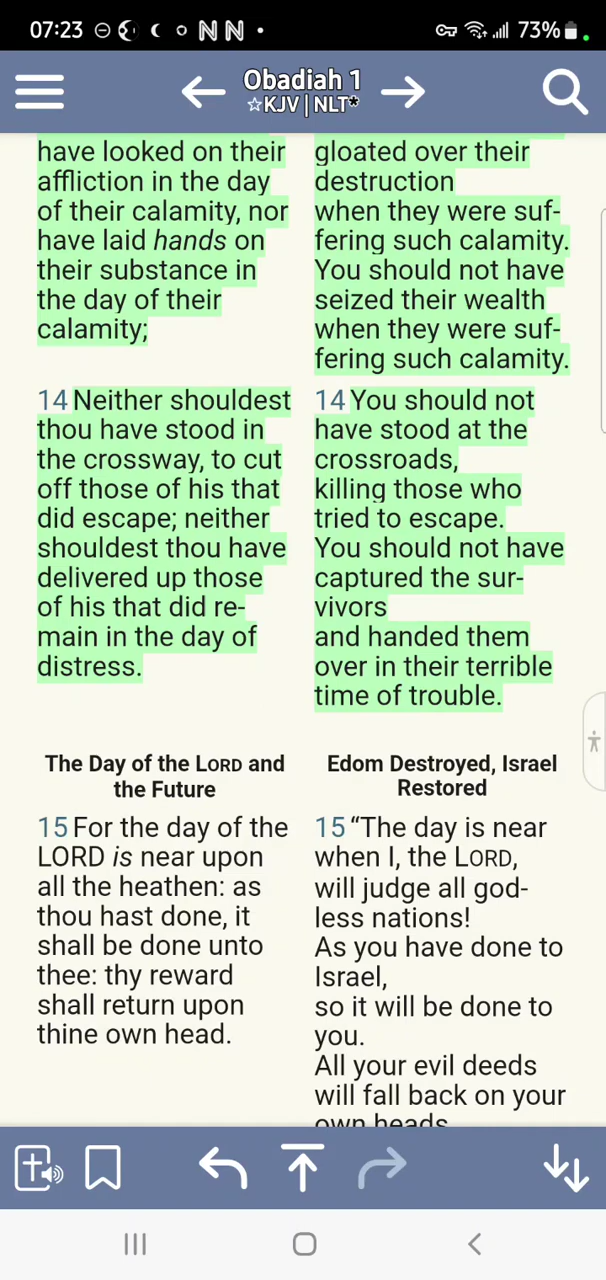 07:23
73%
Obadiah 1
☆KJV | NLT*
have looked on their
affliction in the day
of their calamity, nor
have laid hands on
their substance in
the day of their
calamity;
14 Neither shouldest
thou have stood in
the crossway, to cut
off those of his that
did escape; neither
shouldest thou have
delivered up those
of his that did re-
main in the day of
distress.
The Day of the LORD and
the Future
15 For the day of the
LORD is near upon
all the heathen: as
thou hast done, it
shall be done unto
thee: thy reward
shall return upon
thine own head.
gloated over their
destruction
when they were suf-
fering such calamity.
You should not have
seized their wealth
when they were suf-
fering such calamity.
14 You should not
have stood at the
crossroads,
killing those who
tried to escape.
You should not have
captured the sur-
vivors
and handed them
over in their terrible
time of trouble.
Edom Destroyed, Israel
Restored
15 “The day is near
when I, the LORD,
will judge all god-
less nations!
As you have done to
Israel,
so it will be done to
you.
All your evil deeds
will fall back on your
own heads